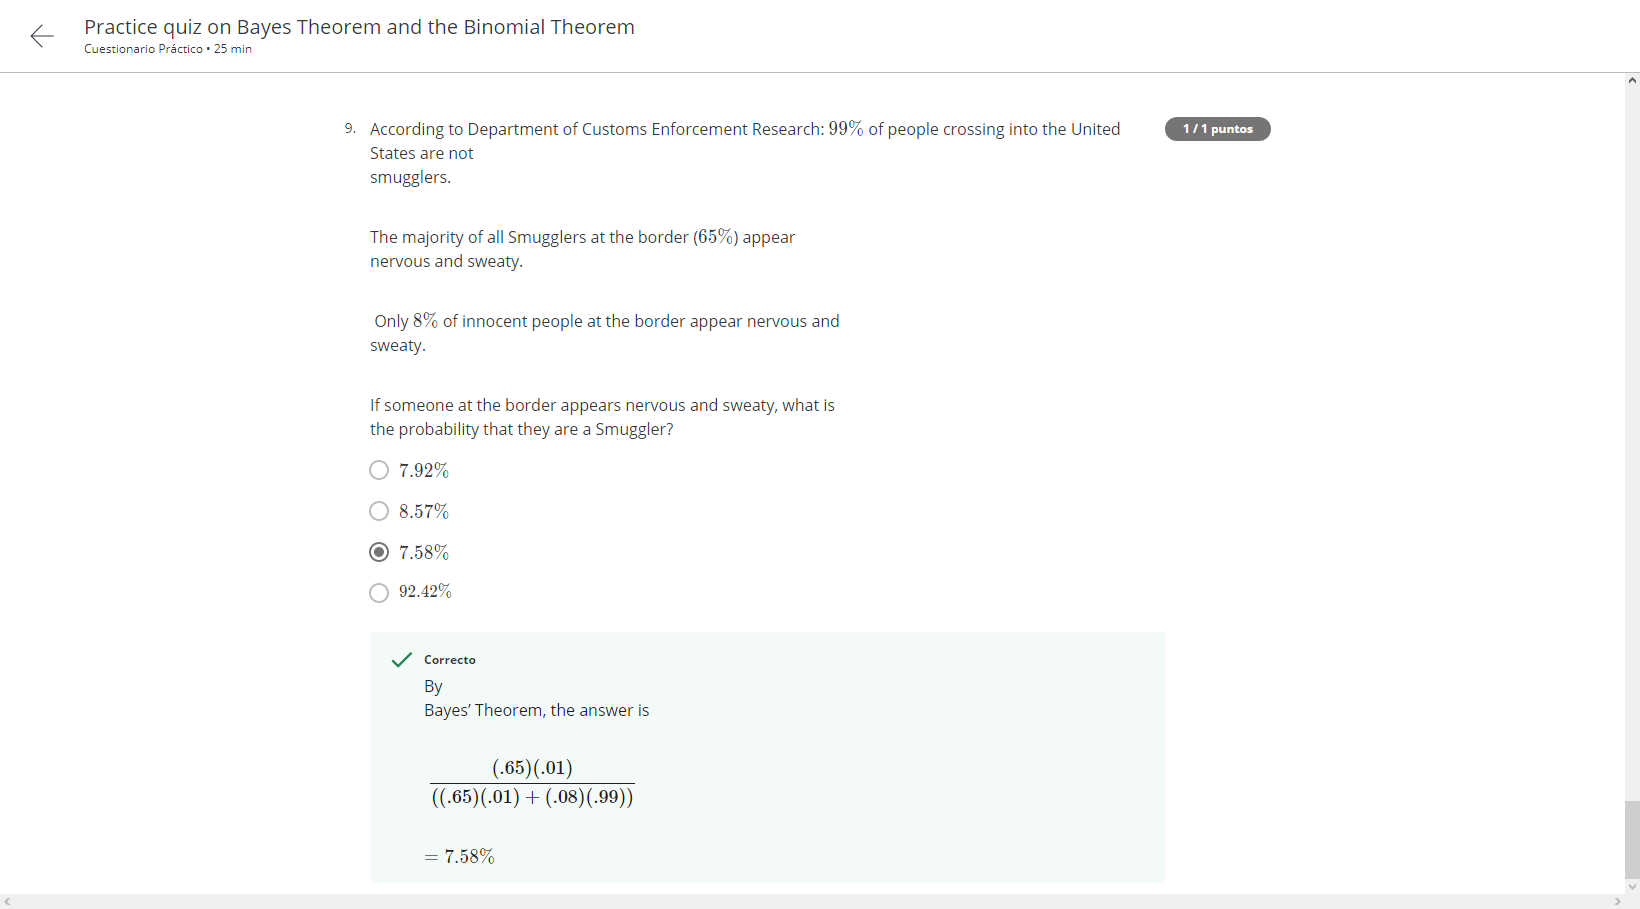 Practice quiz on Bayes Theorem and the Binomial Theorem
Cuestionario Práctico • 25 min
9. According to Department of Customs Enforcement Research: 99% of people crossing into the United
1 / 1 puntos
States are not
smugglers.
The majority of all Smugglers at the border (65%) appear
nervous and sweaty.
Only 8% of innocent people at the border appear nervous and
sweaty.
If someone at the border appears nervous and sweaty, what is
the probability that they are a Smuggler?
7.92%
8.57%
7.58%
92.42%
Correcto
By
Bayes’ Theorem, the answer is
(.65)(.01)
((.65)(.01) + (.08)(.99))
= 7.58%